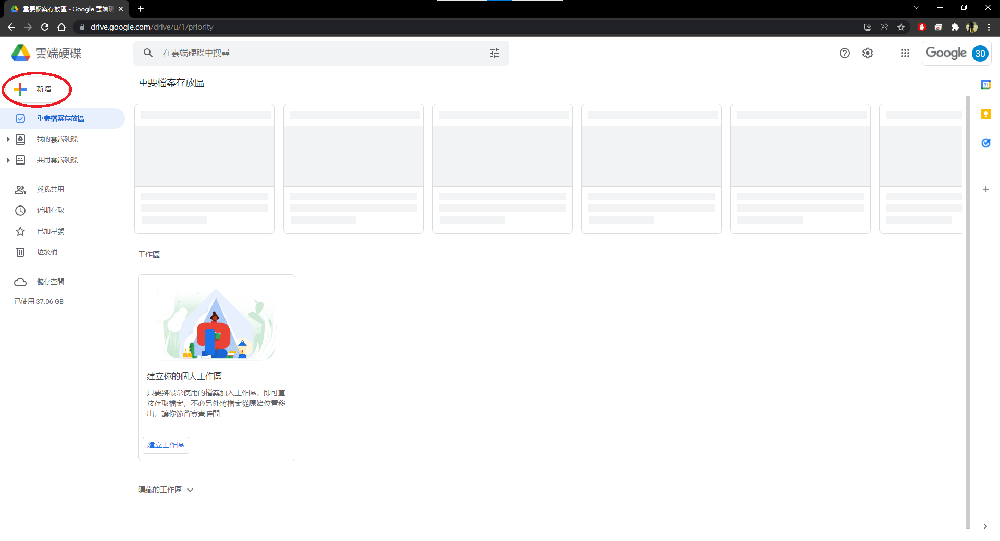 重要檔案存放區 - Google 雲端硬
drive.google.com/drive/u/1/priority
雲端硬碟
在雲端硬碟中搜尋
Google 30
新增
重要檔案存放區
我的雲端硬碟
共用雲端硬碟
與我共用
近期存取
已加星號
垃圾桶
儲存空間
已使用 37.06 GB
重要檔案存放區
工作區
建立你的個人工作區
只要將最常使用的檔案加入工作區，即可直
接存取檔案，不必另外將檔案從原始位置移
出，讓你節省寶貴時間
建立工作區
隱藏的工作區
31